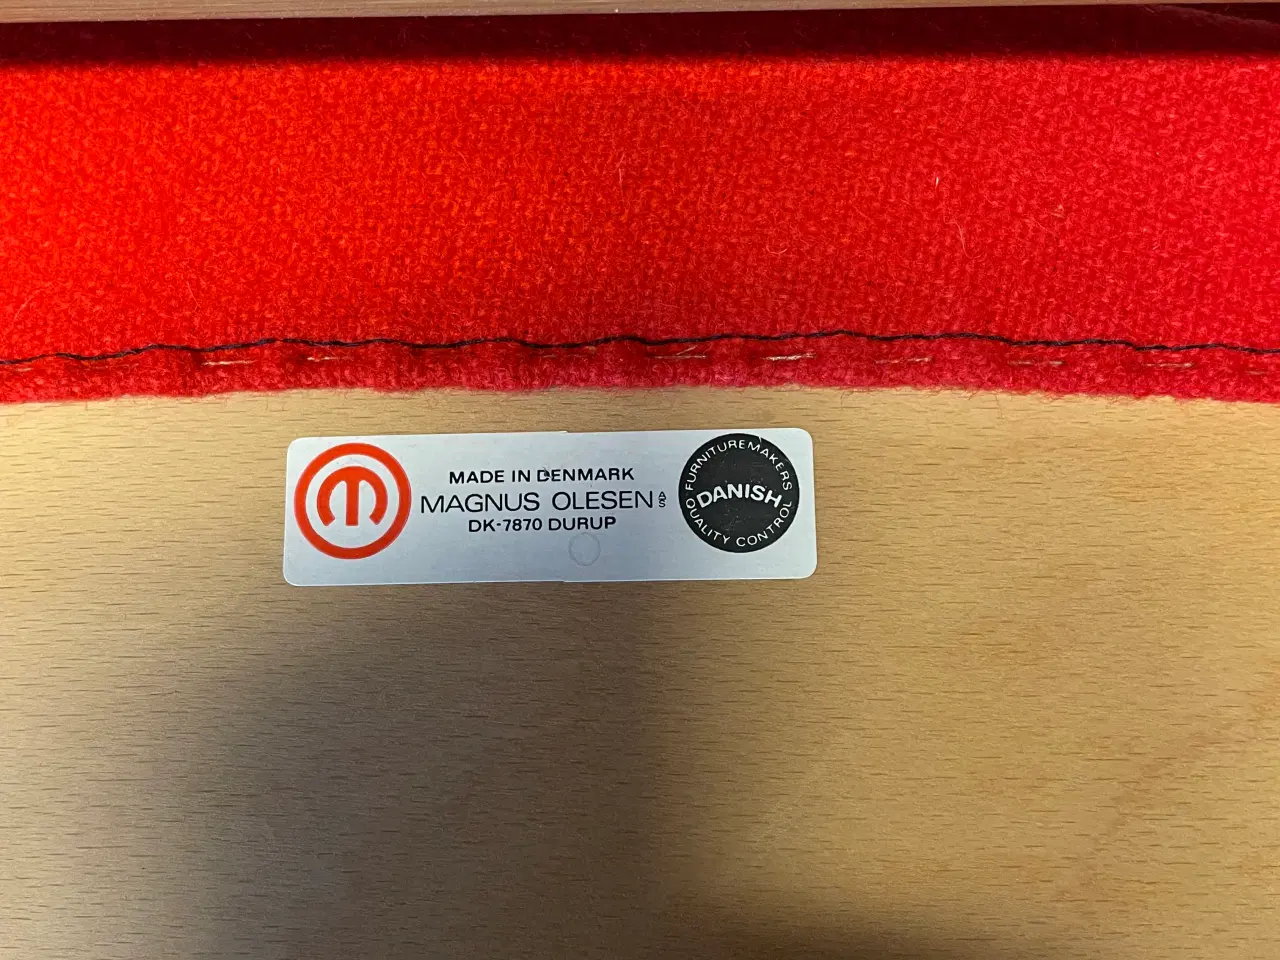 MADE IN DENMARK
MAGNUS OLESEN A/S
DK-7870 DURUP
FURNITUREMAKERS
DANISH
QUALITY CONTROL